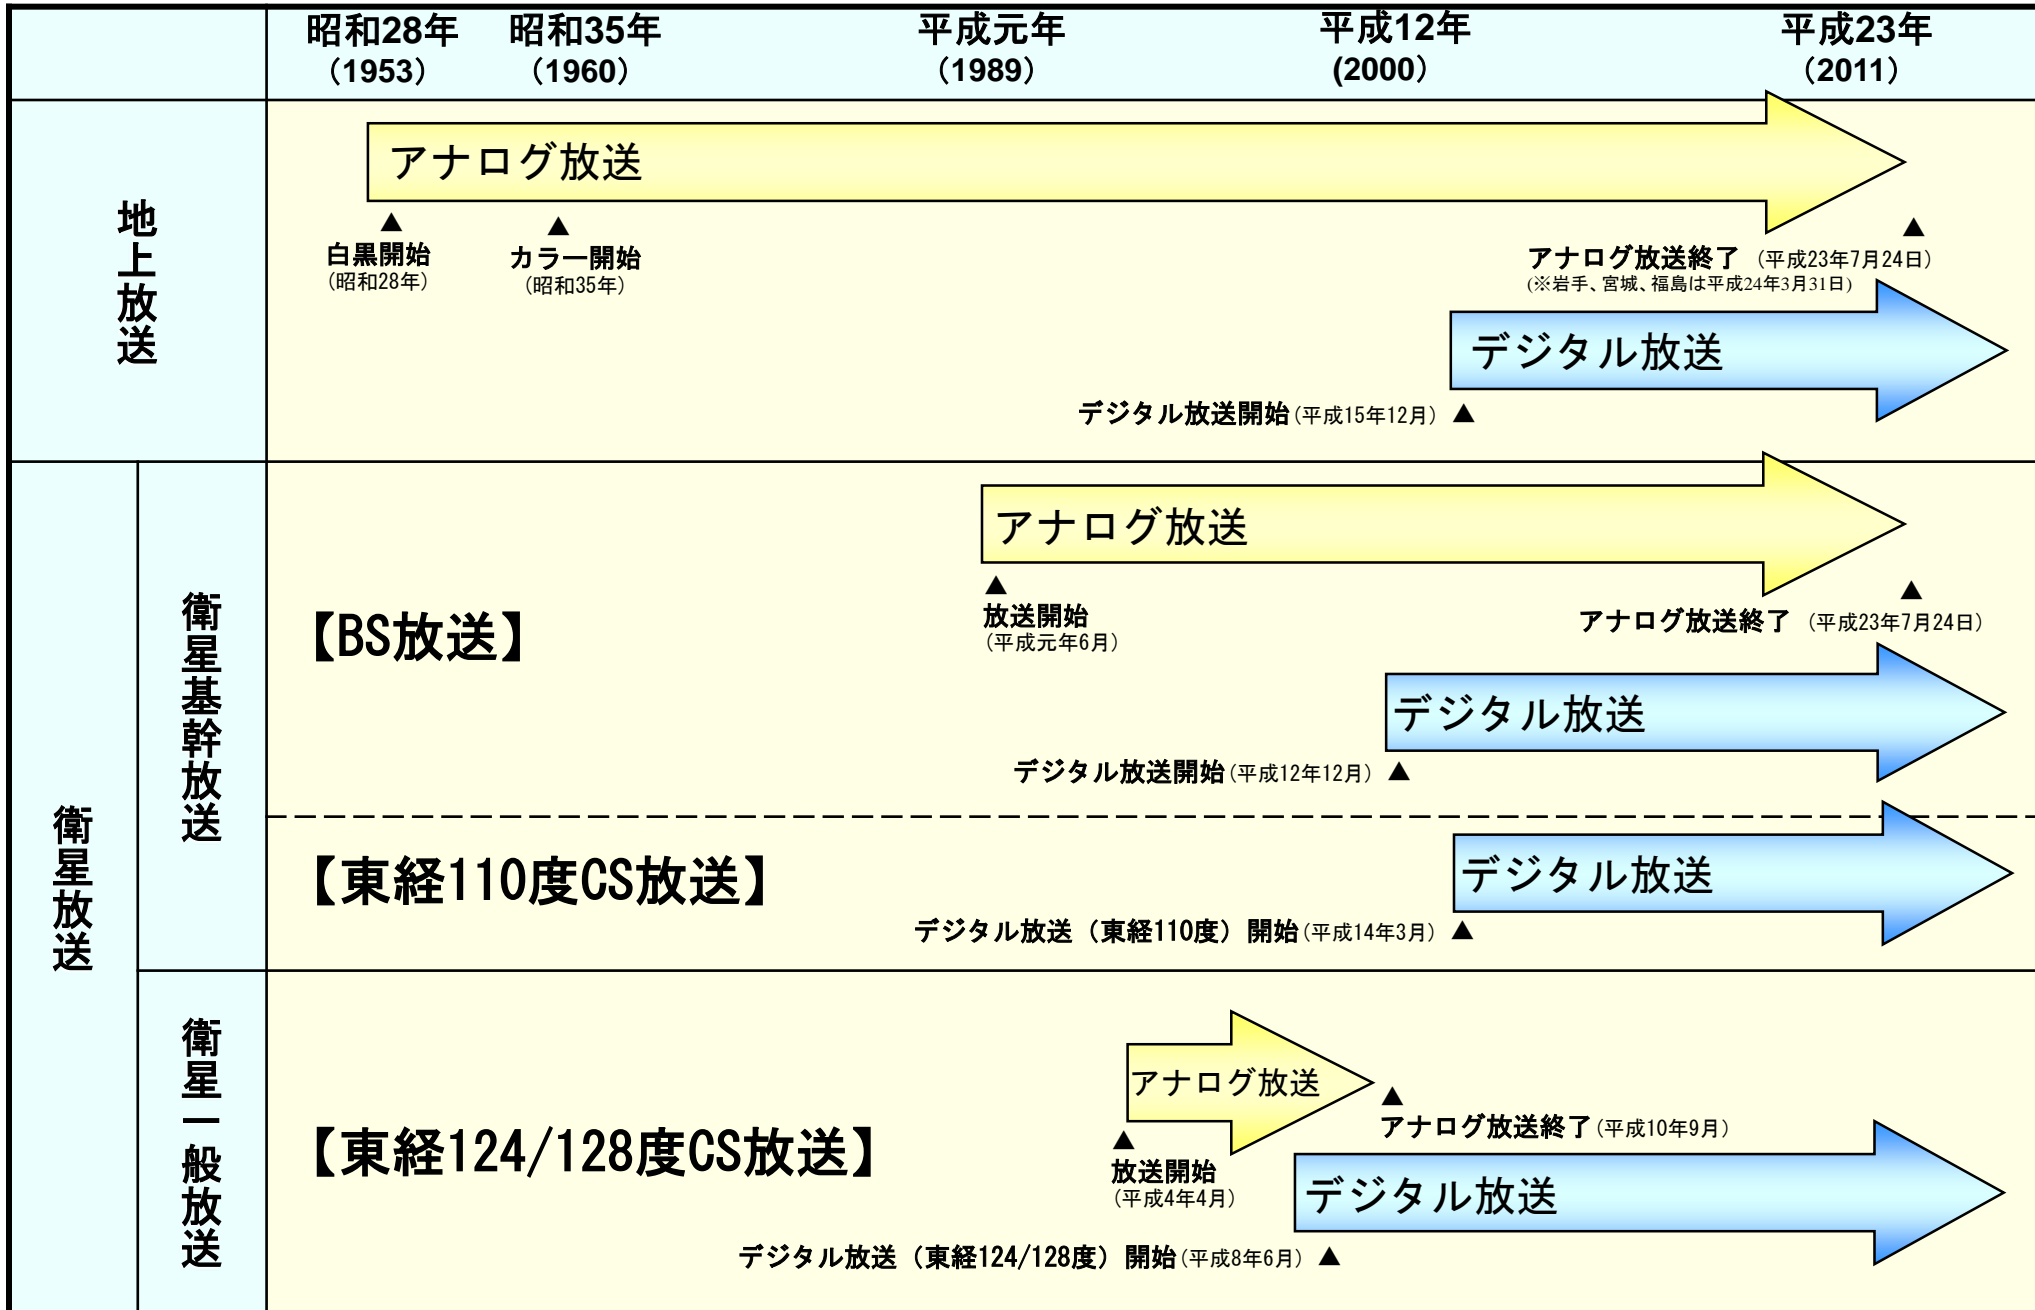 昭和28年
（1953）
昭和35年
（1960）
平成元年
（1989）
平成12年
(2000）
平成23年
（2011）
地上放送
アナログ放送
白黒開始
（昭和28年）
カラー開始
（昭和35年）
アナログ放送終了（平成23年7月24日）
(※岩手、宮城、福島は平成24年3月31日)
デジタル放送
デジタル放送開始（平成15年12月）
衛星放送
衛星基幹放送
【BS放送】
アナログ放送
放送開始
（平成元年6月）
アナログ放送終了（平成23年7月24日）
デジタル放送
デジタル放送開始（平成12年12月）
【東経110度CS放送】
デジタル放送
デジタル放送（東経110度）開始（平成14年3月）
衛星一般放送
【東経124/128度CS放送】
アナログ放送
放送開始
（平成4年4月）
アナログ放送終了（平成10年9月）
デジタル放送
デジタル放送（東経124/128度）開始（平成8年6月）